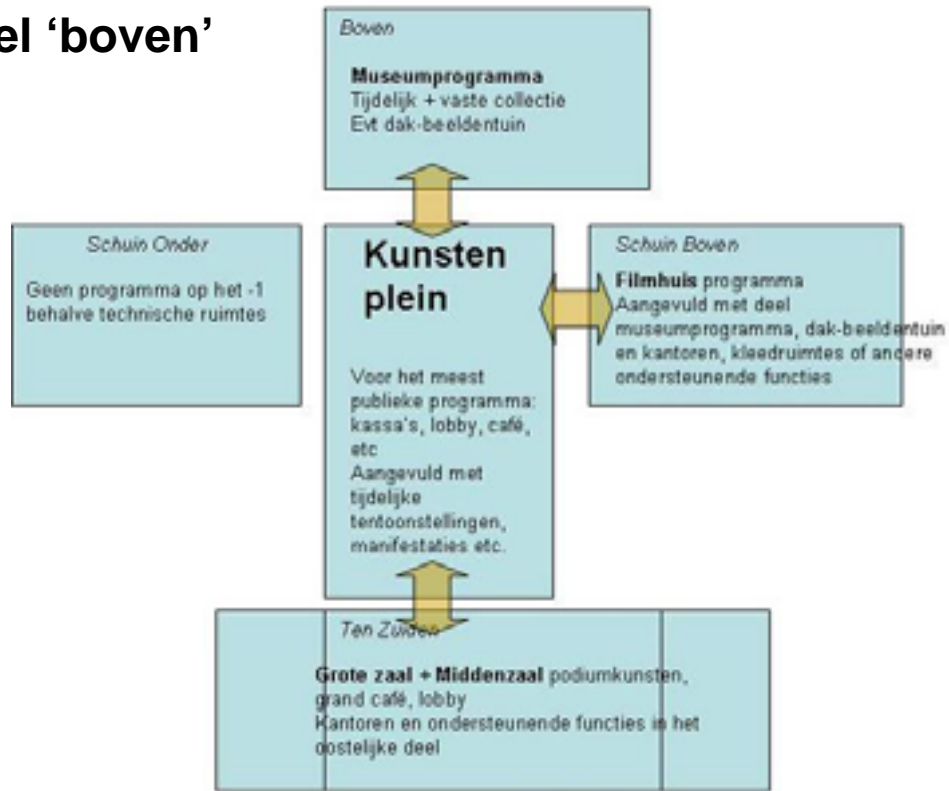 el ‘boven’
Boven
Museumprogramma
Tijdelijk + vaste collectie
Evt dak-beeldentuin
Schuin Onder
Geen programma op het -1
behalve technische ruimtes
Kunsten
plein
Voor het meest
publieke programma:
kassa's, lobby, café,
etc
Aangevuld met
tijdelijke
tentoonstellingen,
manifestaties etc.
Schuin Boven
Filmhuis programma
Aangevuld met deel
museumprogramma, dak-beeldentuin
en kantoren, kleedruimtes of andere
ondersteunende functies
Ten Zuiden
Grote zaal + Middenzaal podiumkunsten,
grand café, lobby
Kantoren en ondersteunende functies in het
oostelijke deel